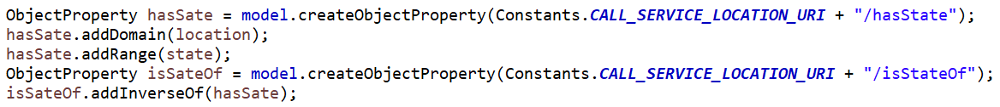 ObjectProperty hasSate = model.createObjectProperty(Constants.CALL_SERVICE_LOCATION_URI + "/hasState");
hasSate.addDomain(location);
hasSate.addRange(state);
ObjectProperty isSateOf = model.createObjectProperty(Constants.CALL_SERVICE_LOCATION_URI + "/isStateOf");
isSateOf.addInverseOf(hasSate);